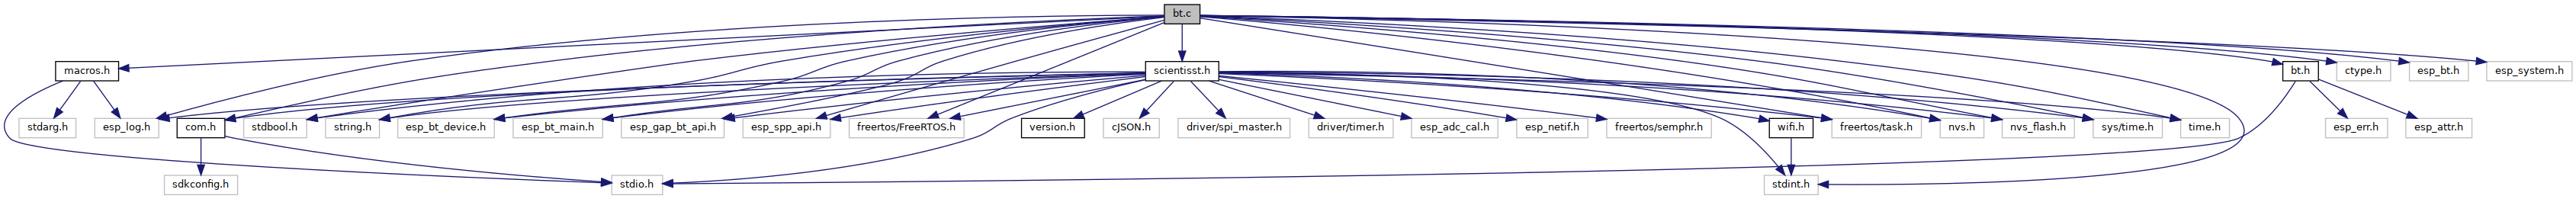 bt.c
macros.h
scientisst.h
bt.h
ctype.h
esp_bt.h
esp_system.h
stdarg.h
esp_log.h
com.h
stdbool.h
string.h
esp_bt_device.h
esp_bt_main.h
esp_gap_bt_api.h
esp_spp_api.h
freertos/FreeRTOS.h
version.h
cJSON.h
driver/spi_master.h
driver/timer.h
esp_adc_cal.h
esp_netif.h
freertos/semphr.h
wifi.h
freertos/task.h
nvs.h
nvs_flash.h
sys/time.h
time.h
esp_err.h
esp_attr.h
sdkconfig.h
stdio.h
stdint.h